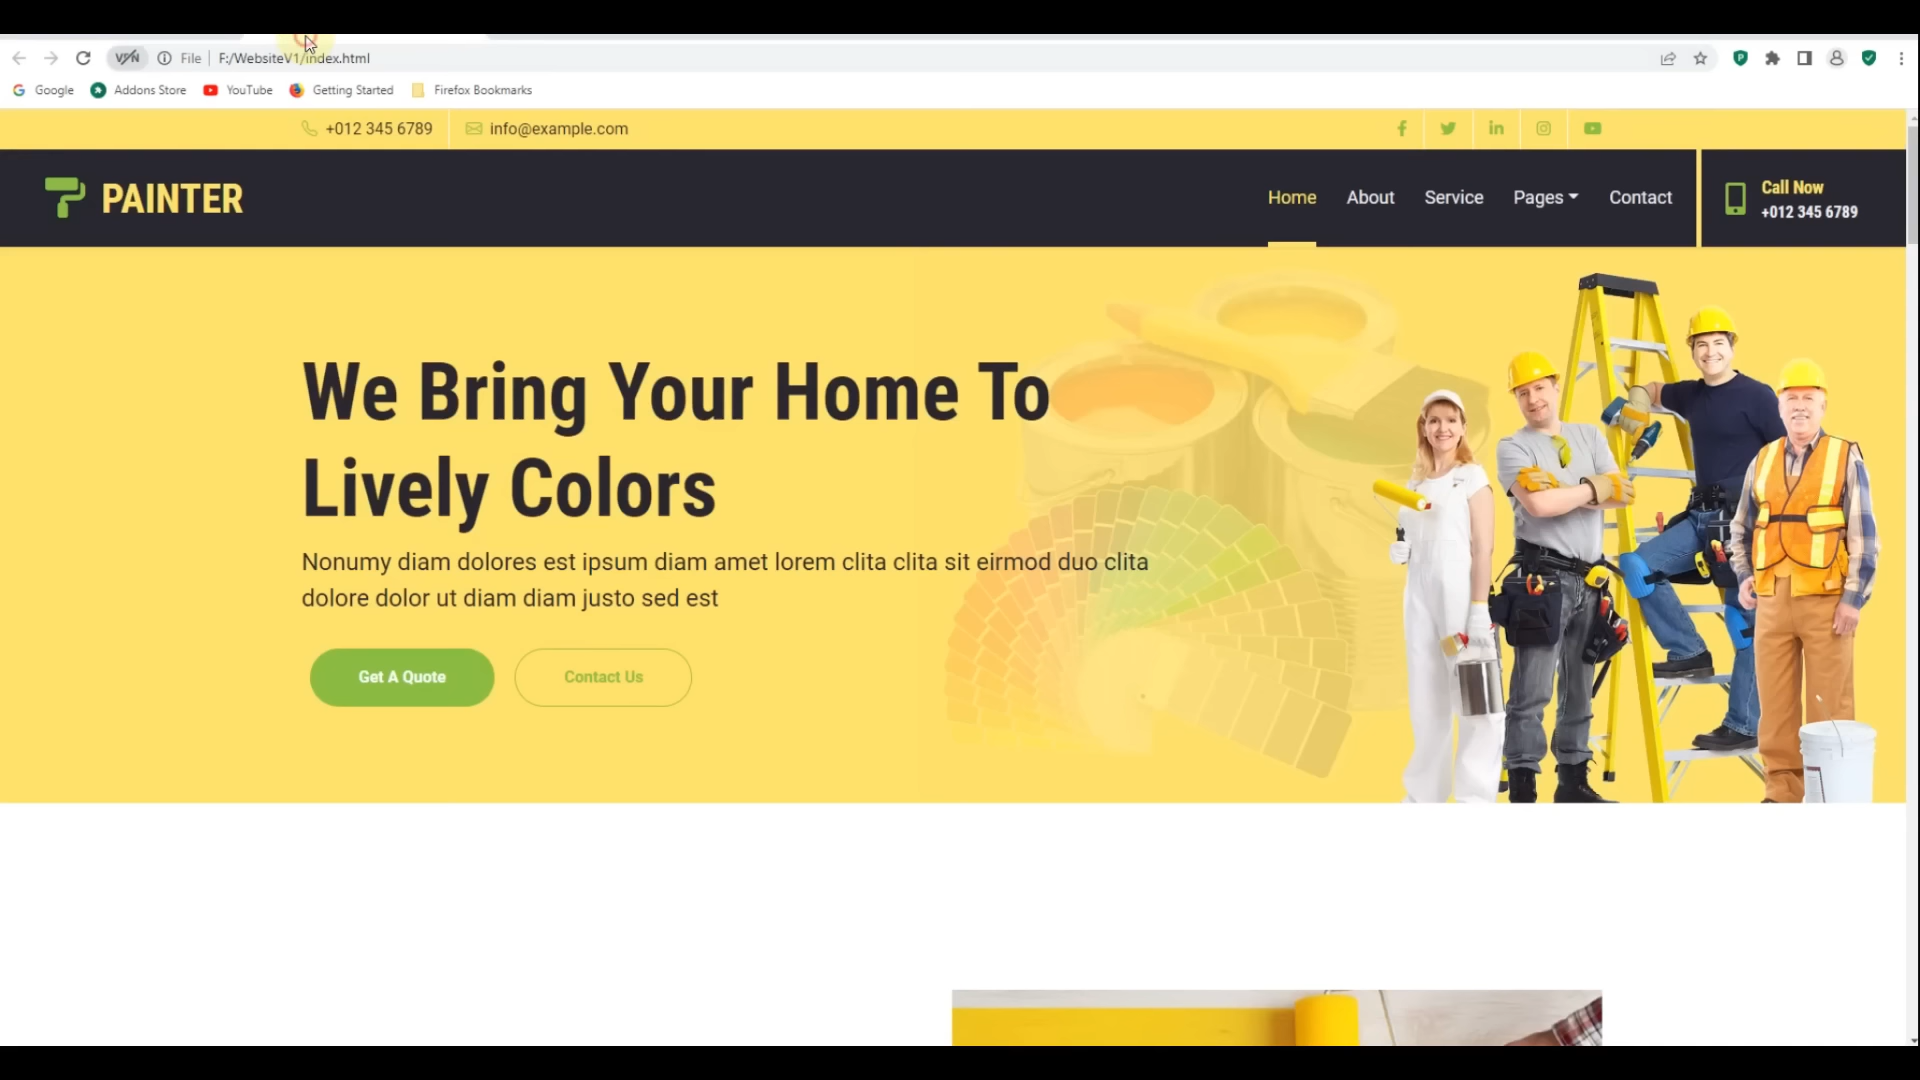 VPN File F:/WebsiteV1/index.html
Google Addons Store YouTube Getting Started Firefox Bookmarks
+012 345 6789 info@example.com
PAINTER
Home About Service Pages Contact
Call Now
+012 345 6789
We Bring Your Home To
Lively Colors
Nonumy diam dolores est ipsum diam amet lorem clita clita sit eirmod duo clita
dolore dolor ut diam diam justo sed est
Get A Quote Contact Us